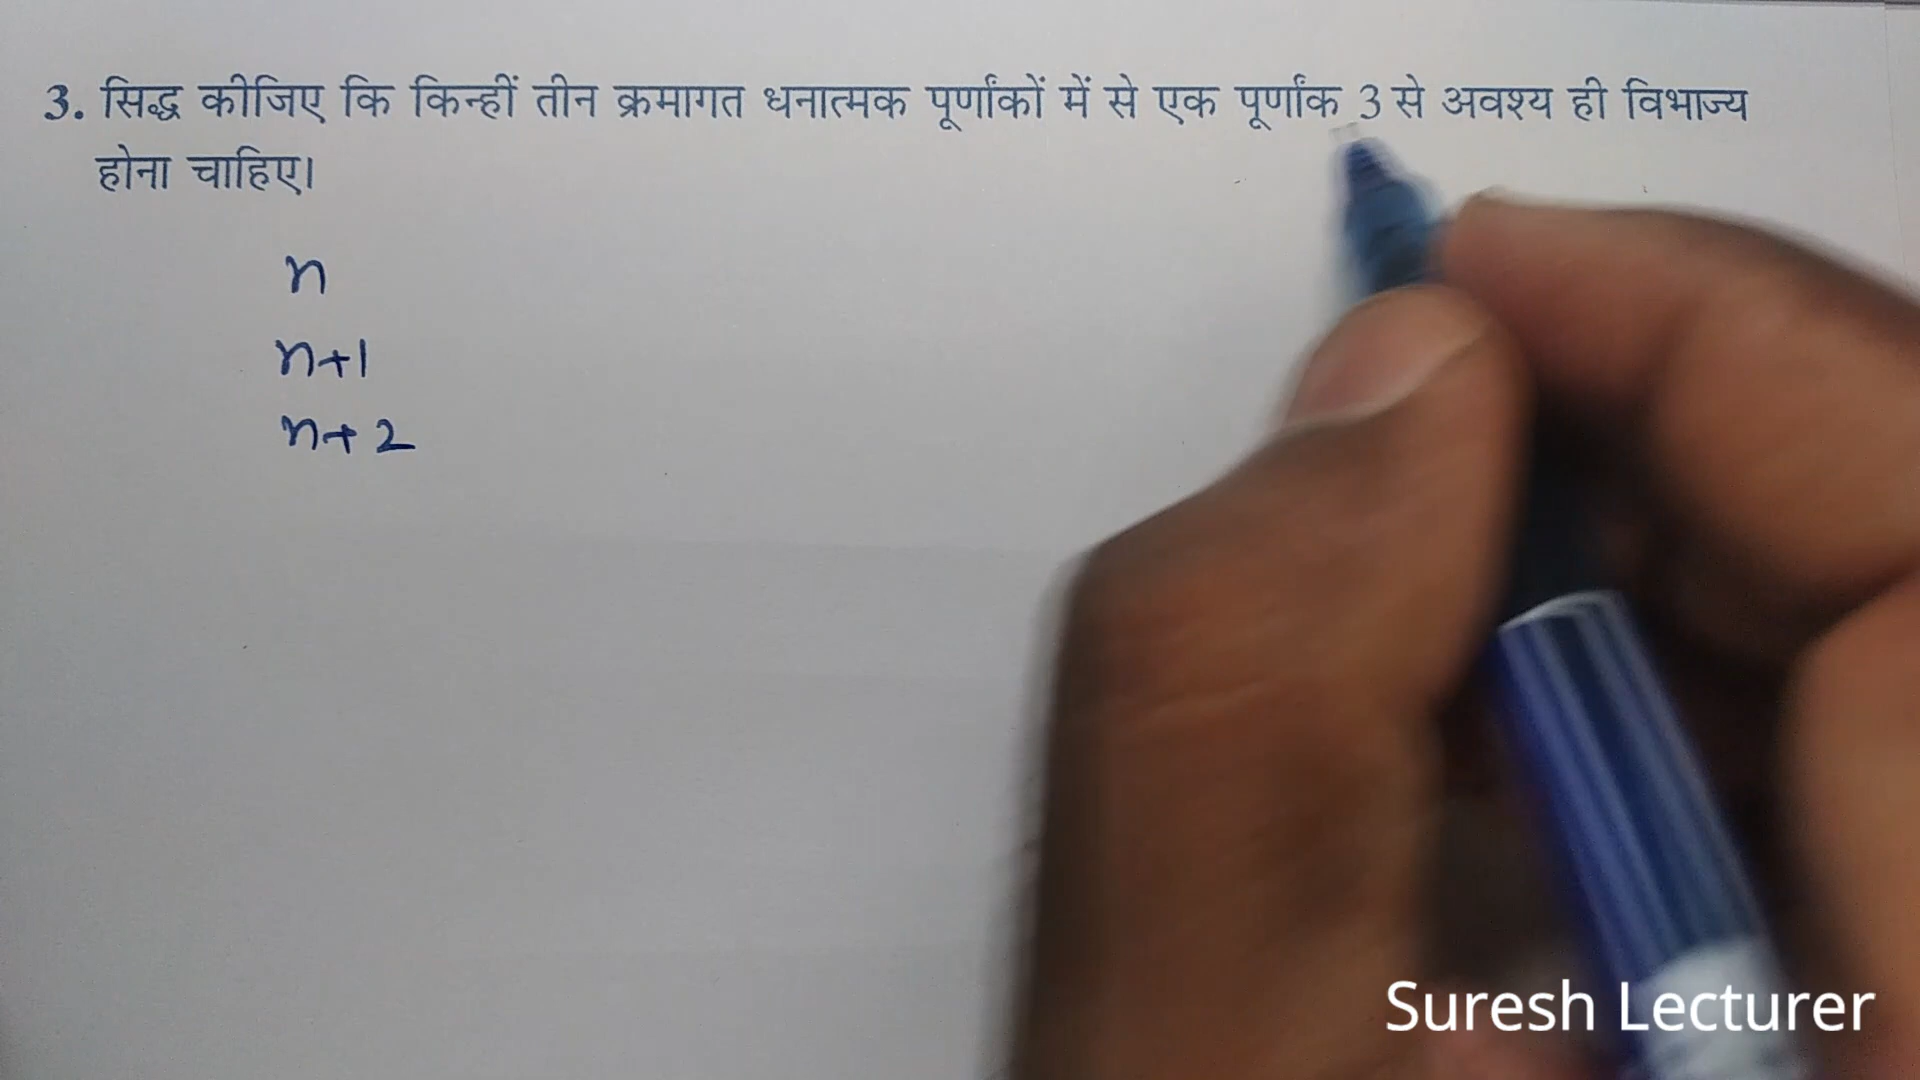 3. सिद्ध कीजिए कि किन्हीं तीन क्रमागत धनात्मक पूर्णांकों में से एक पूर्णांक 3 से अवश्य ही विभाज्य
होना चाहिए।
n
n+1
n+2
Suresh Lecturer